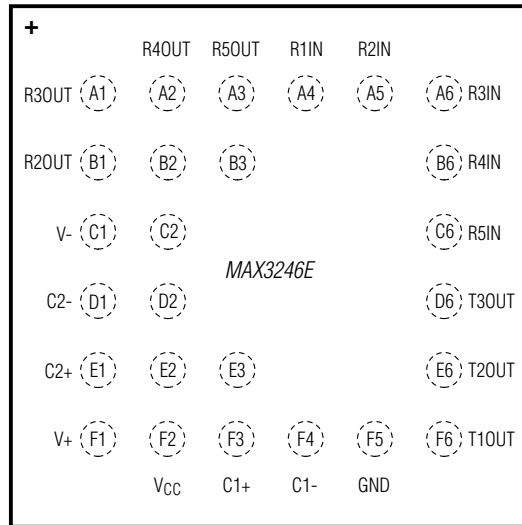 +
R4OUT R5OUT R1IN R2IN
R3OUT A1 A2 A3 A4 A5 A6 R3IN
R2OUT B1 B2 B3 B6 R4IN
V- C1 C2 C6 R5IN
MAX3246E
C2- D1 D2 D6 T3OUT
C2+ E1 E2 E3 E6 T2OUT
V+ F1 F2 F3 F4 F5 F6 T1OUT
VCC C1+ C1- GND